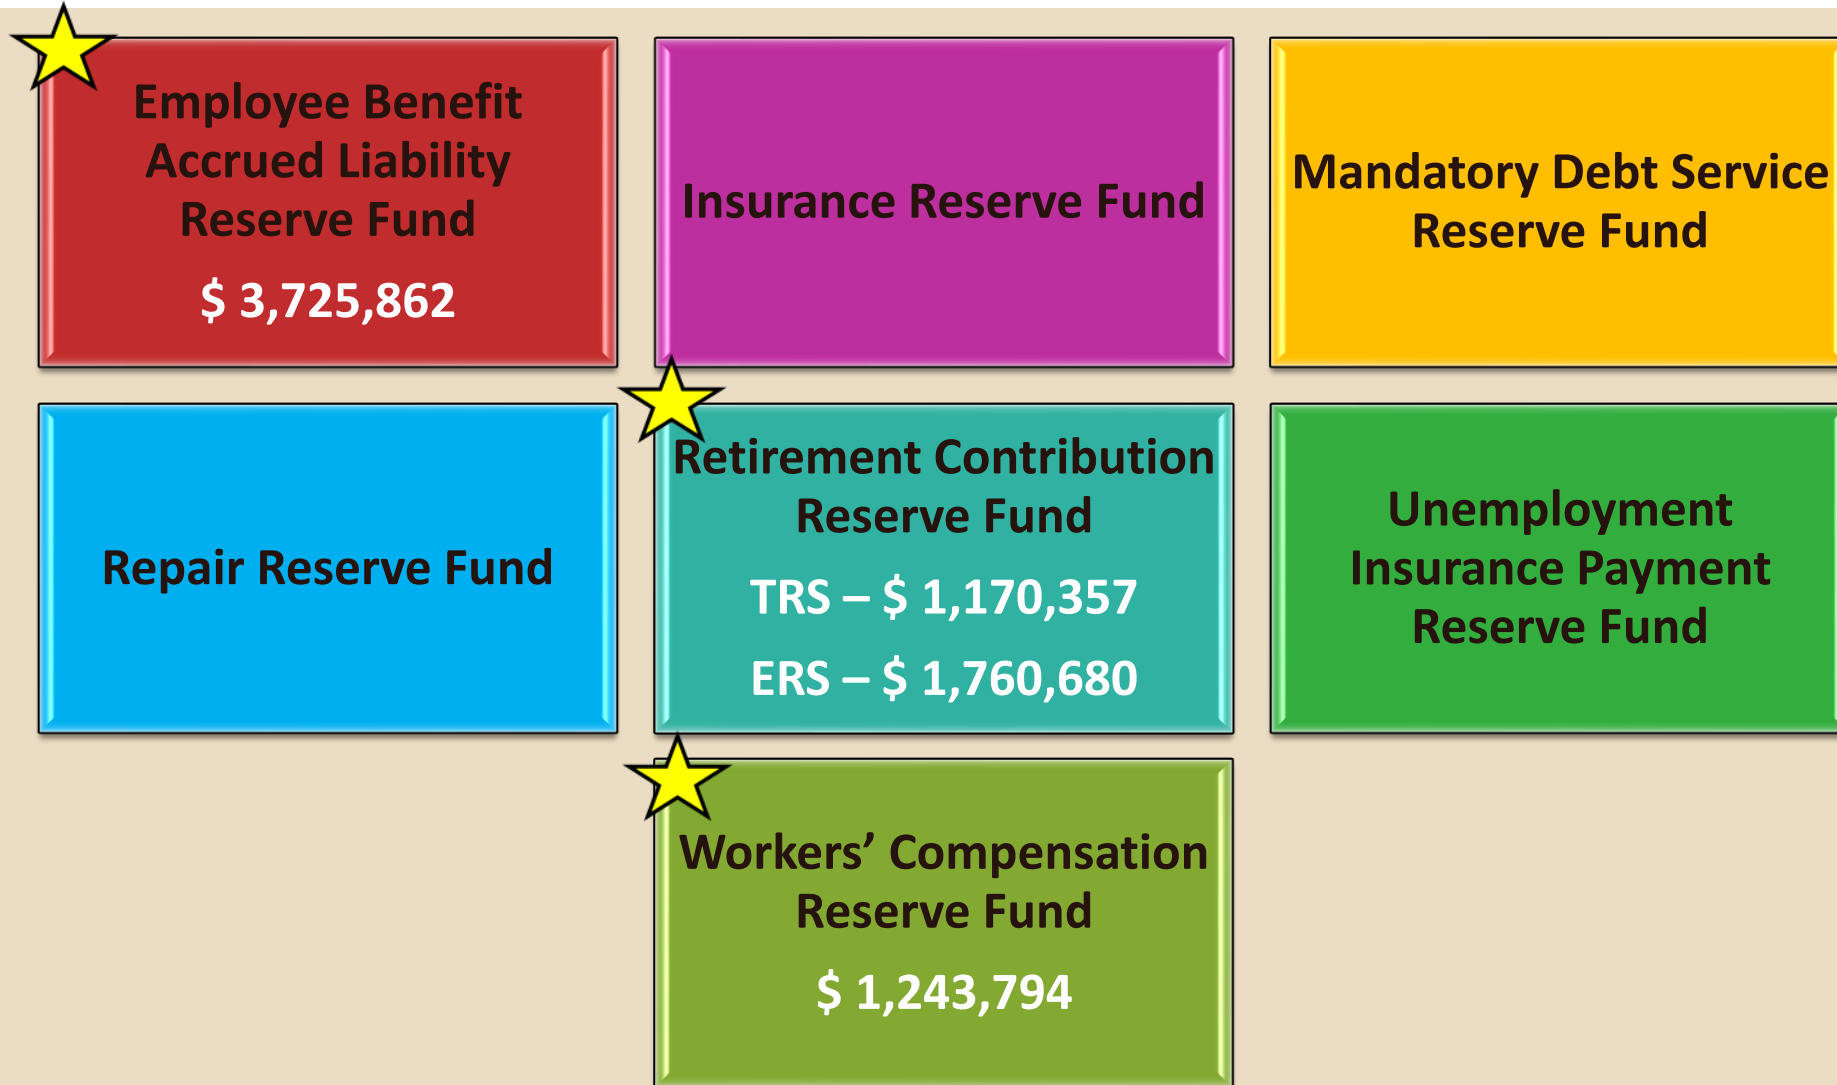 Employee Benefit
Accrued Liability
Reserve Fund
$ 3,725,862
Insurance Reserve Fund
Mandatory Debt Service
Reserve Fund
Repair Reserve Fund
Retirement Contribution
Reserve Fund
TRS – $ 1,170,357
ERS – $ 1,760,680
Unemployment
Insurance Payment
Reserve Fund
Workers’ Compensation
Reserve Fund
$ 1,243,794